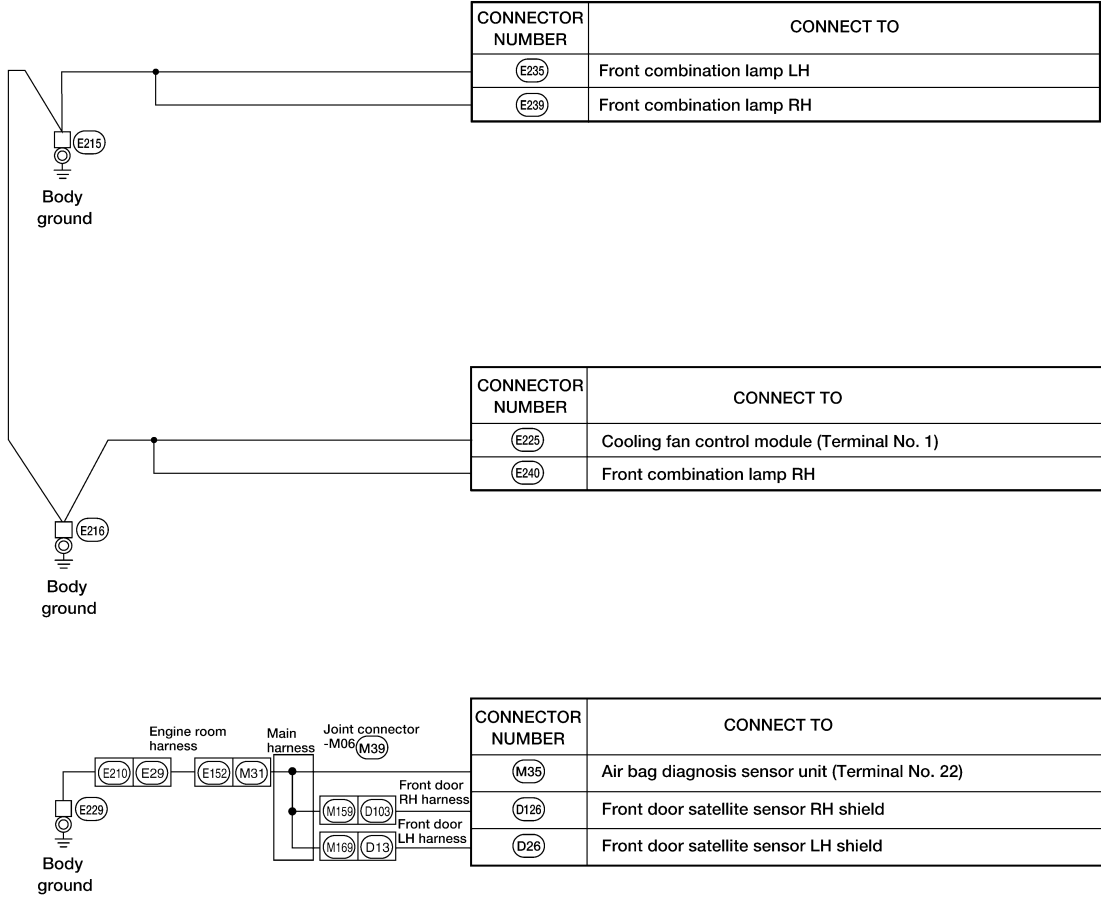 CONNECTOR NUMBER CONNECT TO
E235 Front combination lamp LH
E239 Front combination lamp RH
E215
Body
ground
CONNECTOR NUMBER CONNECT TO
E225 Cooling fan control module (Terminal No. 1)
E240 Front combination lamp RH
E216
Body
ground
CONNECTOR NUMBER CONNECT TO
Engine room
harness
Main
harness
Joint connector
-M06 M39
E210 E29 E152 M31
M35 Air bag diagnosis sensor unit (Terminal No. 22)
Front door
RH harness
E229
M159 D103
D126 Front door satellite sensor RH shield
Front door
LH harness
M169 D13
D26 Front door satellite sensor LH shield
Body
ground